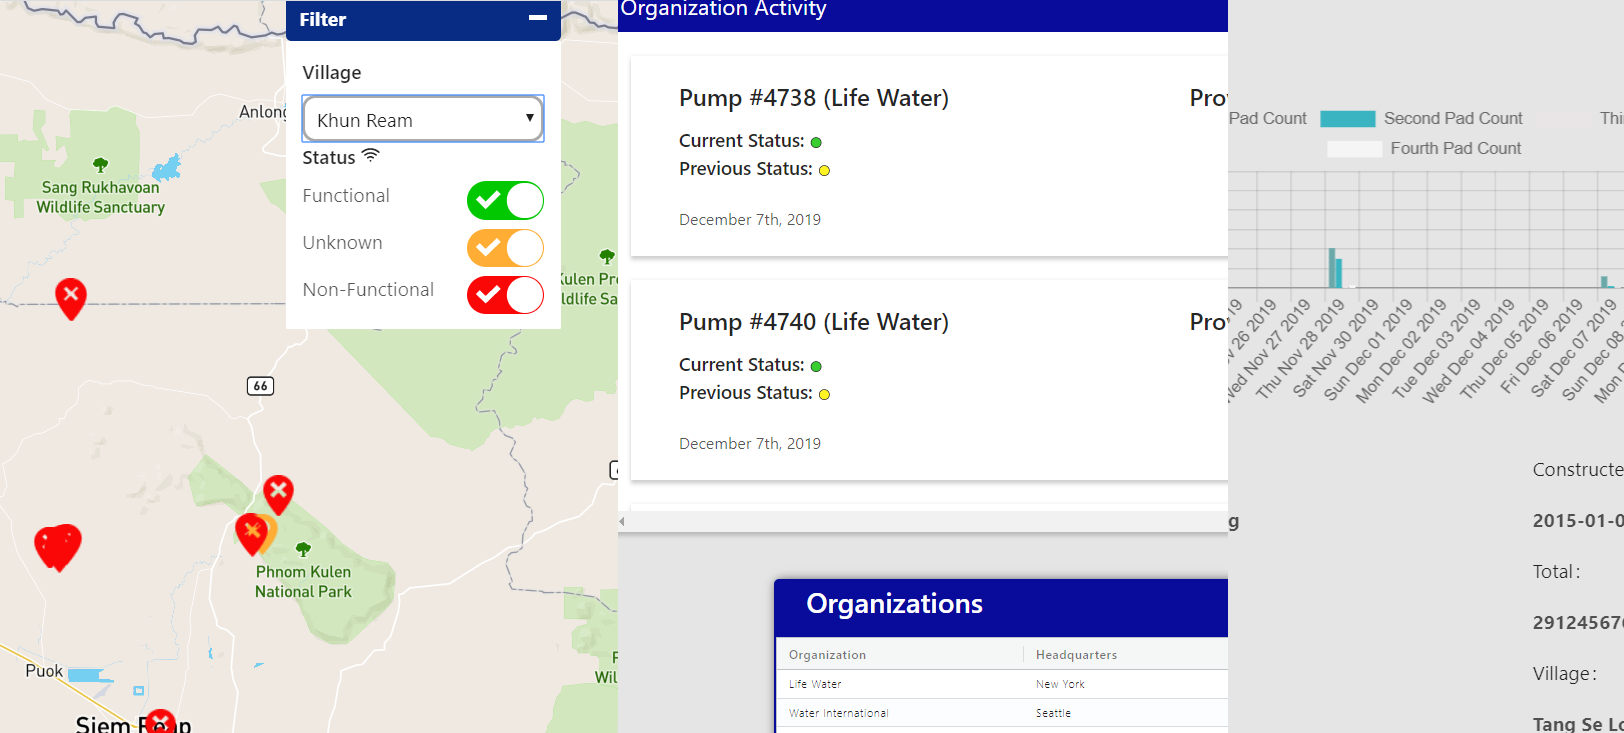 Filter
Village
Khun Ream
Status
Functional
Unknown
Non-Functional
Anlong
Sang Rukhavoan
Wildlife Sanctuary
Kulen Pr
ldlife Sa
66
Phnom Kulen
National Park
Puok
Wil
Organization Activity
Pump #4738 (Life Water)
Pro
Current Status:
Previous Status:
December 7th, 2019
Pump #4740 (Life Water)
Pro
Current Status:
Previous Status:
December 7th, 2019
Organizations
Organization Headquarters
Life Water New York
Water International Seattle
Pad Count Second Pad Count Thi
Fourth Pad Count
26 2019
Wed Nov 27 2019
Thu Nov 28 2019
Sat Nov 30 2019
Sun Dec 01 2019
Mon Dec 02 2019
Tue Dec 03 2019
Wed Dec 04 2019
Thu Dec 05 2019
Fri Dec 06 2019
Sat Dec 07 2019
Sun Dec 08
Mon
g
Constructe
2015-01-0
Total:
29124567
Village:
Tang Se Lo